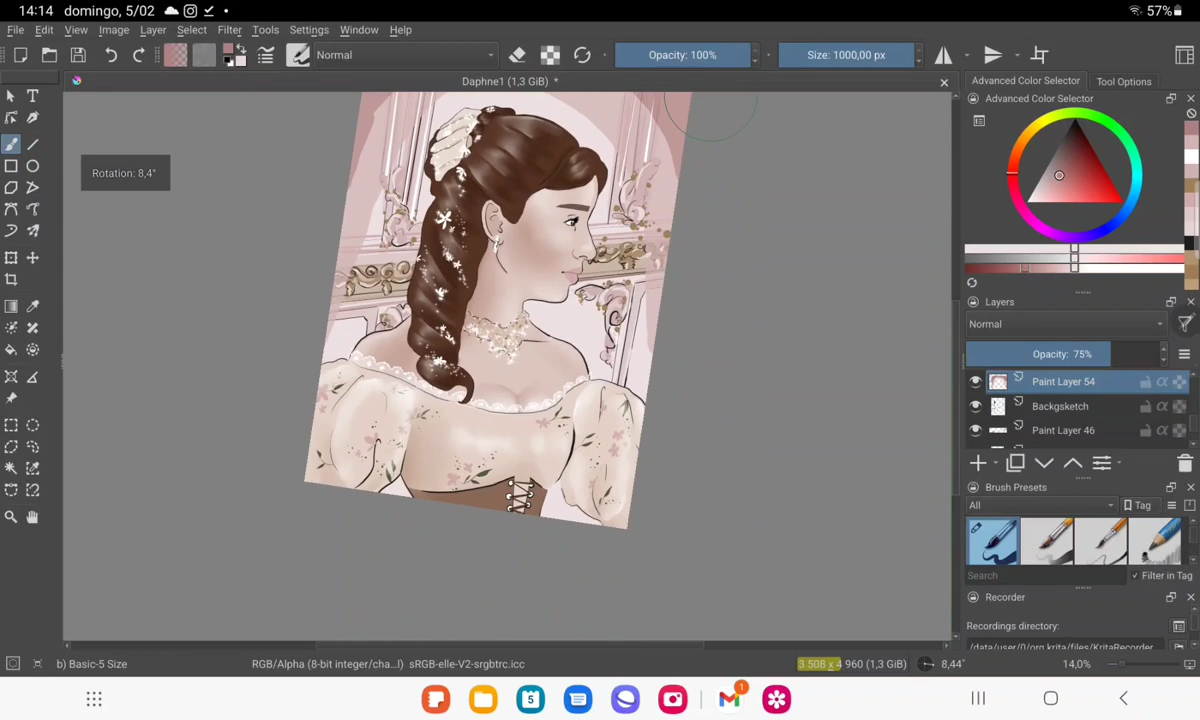 14:14 domingo, 5/02
57%
File Edit View Image Layer Select Filter Tools Settings Window Help
Normal
Opacity: 100%
Size: 1000,00 px
Daphne1 (1,3 GiB) *
Advanced Color Selector
Tool Options
Advanced Color Selector
Rotation: 8,4°
Layers
Normal
Opacity: 75%
Paint Layer 54
Backgsketch
Paint Layer 46
Brush Presets
All
Tag
Search
Filter in Tag
Recorder
Recordings directory:
/data/user/0/org.krita/files/KritaRecorder
b) Basic-5 Size
RGB/Alpha (8-bit integer/cha...l) sRGB-elle-V2-srgbtrc.icc
3 508 x 4 960 (1,3 GiB)
8,44°
14,0%
5
1